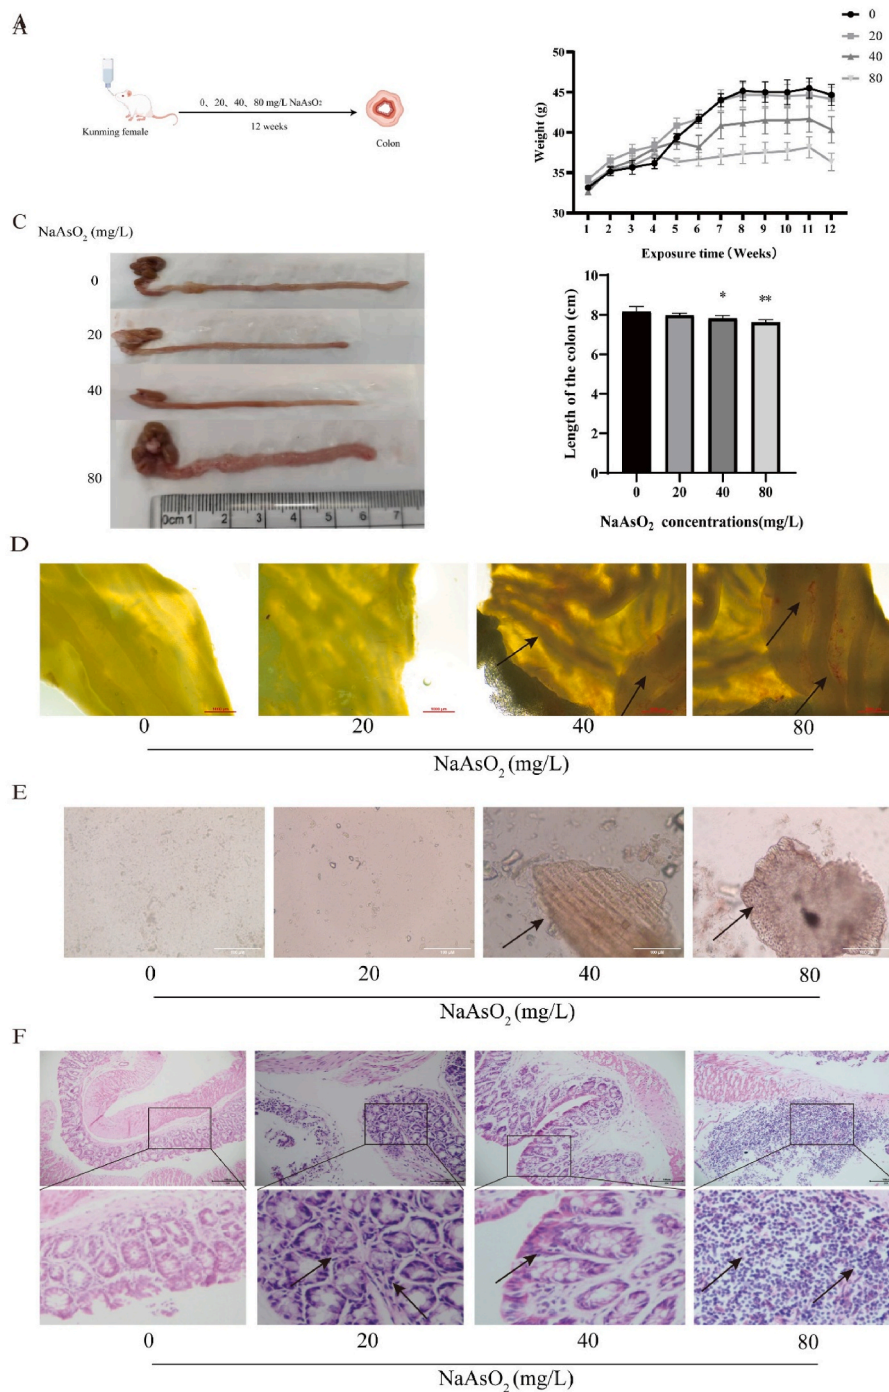 A
0、20、40、80 mg/L NaAsO₂
12 weeks
Kunming female
Colon
0
20
40
80
Weight (g)
45
40
35
30
50
1 2 3 4 5 6 7 8 9 10 11 12
Exposure time (Weeks)
C
NaAsO₂ (mg/L)
0
20
40
80
0cm 1 2 3 4 5 6 7
Length of the colon (cm)
10
8
6
4
2
0
*
**
0 20 40 80
NaAsO₂ concentrations(mg/L)
D
0 20 40 80
NaAsO₂ (mg/L)
E
0 20 40 80
NaAsO₂ (mg/L)
F
0 20 40 80
NaAsO₂ (mg/L)